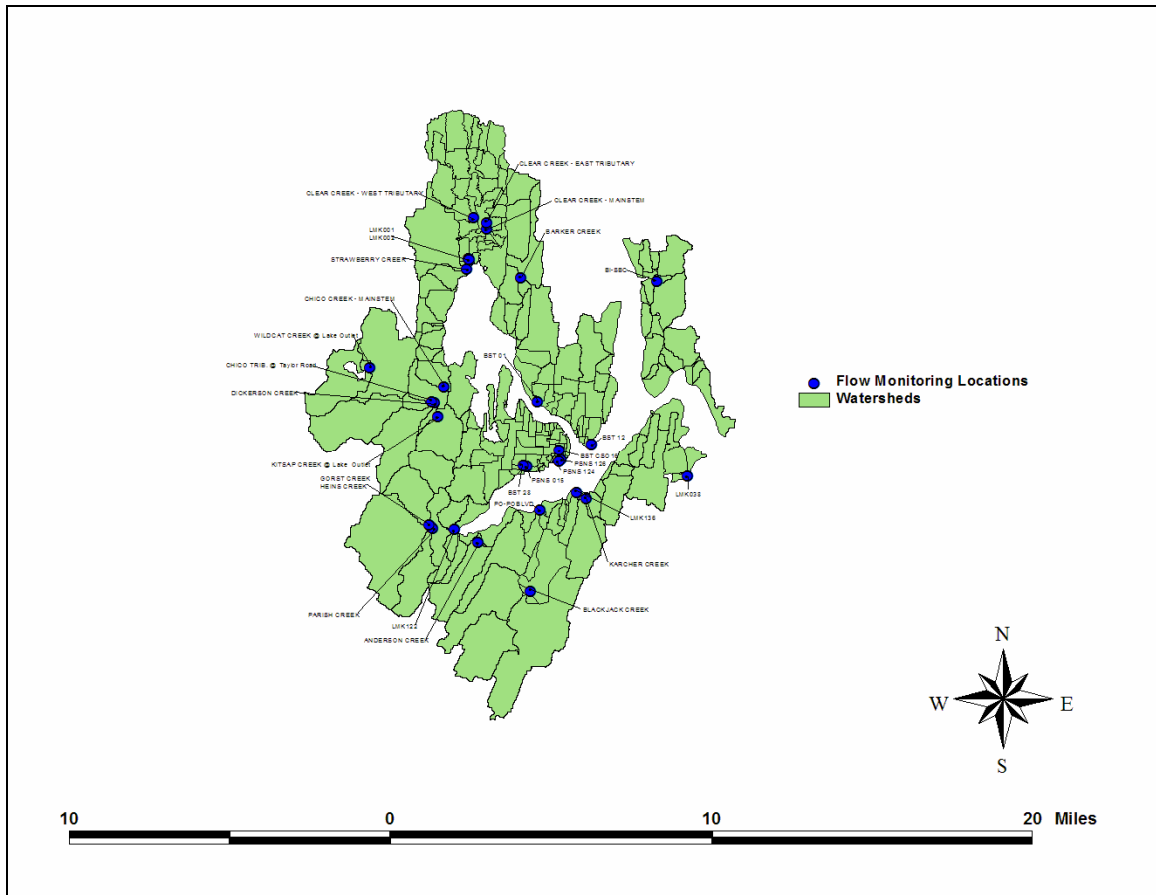 CLEAR CREEK - EAST TRIBUTARY
CLEAR CREEK - WEST TRIBUTARY
CLEAR CREEK - MAINSTEM
LMK001
LMK002
BARKER CREEK
STRAWBERRY CREEK
BI-SBC
CHICO CREEK - MAINSTEM
WILDCAT CREEK @ Lake Outlet
BST 01
CHICO TRIB. @ Taylor Road
Flow Monitoring Locations
DICKERSON CREEK
Watersheds
BST 12
BST CSO 16
KITSAP CREEK @ Lake Outlet
PSNS 126
PSNS 124
LMK038
GORST CREEK
PSNS 015
HEINS CREEK
BST 28
PO-POBLVD
LMK136
KARCHER CREEK
BLACKJACK CREEK
PARISH CREEK
LMK122
ANDERSON CREEK
N
W
E
S
10
0
10
20
Miles